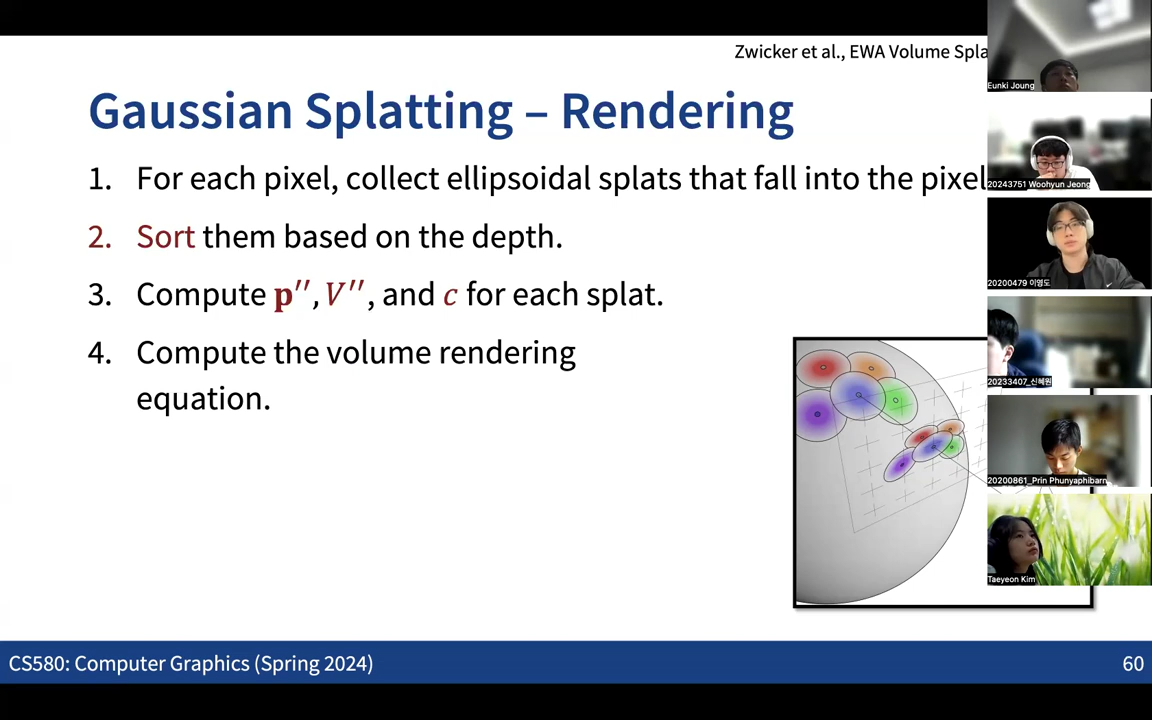 Zwicker et al., EWA Volume Spla
Gaussian Splatting – Rendering
1. For each pixel, collect ellipsoidal splats that fall into the pixel
2. Sort them based on the depth.
3. Compute 𝐩′′, 𝑉′′, and 𝑐 for each splat.
4. Compute the volume rendering
equation.
Eunki Joung
20243751 Woohyun Jeong
20200479 이영도
20233407_신혜원
20200861_Prin Phunyaphibarn
Taeyeon Kim
CS580: Computer Graphics (Spring 2024)
60